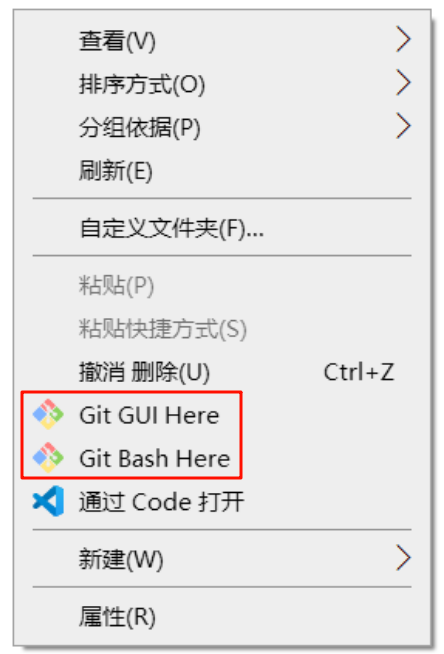 查看(V)
排序方式(O)
分组依据(P)
刷新(E)
自定义文件夹(F)...
粘贴(P)
粘贴快捷方式(S)
撤消 删除(U) Ctrl+Z
Git GUI Here
Git Bash Here
通过 Code 打开
新建(W)
属性(R)